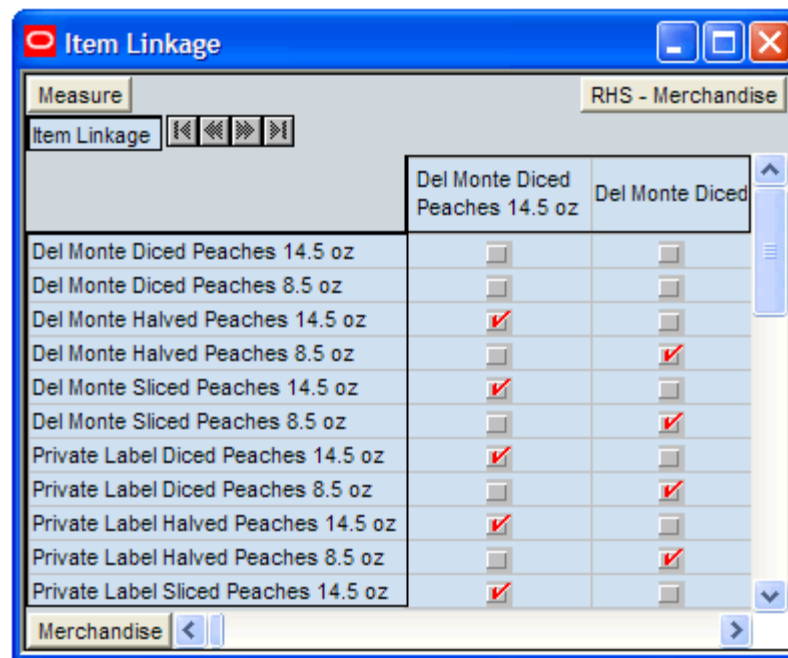 Item Linkage
Measure
RHS - Merchandise
Item Linkage
Del Monte Diced
Peaches 14.5 oz
Del Monte Diced
Del Monte Diced Peaches 14.5 oz
Del Monte Diced Peaches 8.5 oz
Del Monte Halved Peaches 14.5 oz
Del Monte Halved Peaches 8.5 oz
Del Monte Sliced Peaches 14.5 oz
Del Monte Sliced Peaches 8.5 oz
Private Label Diced Peaches 14.5 oz
Private Label Diced Peaches 8.5 oz
Private Label Halved Peaches 14.5 oz
Private Label Halved Peaches 8.5 oz
Private Label Sliced Peaches 14.5 oz
Merchandise